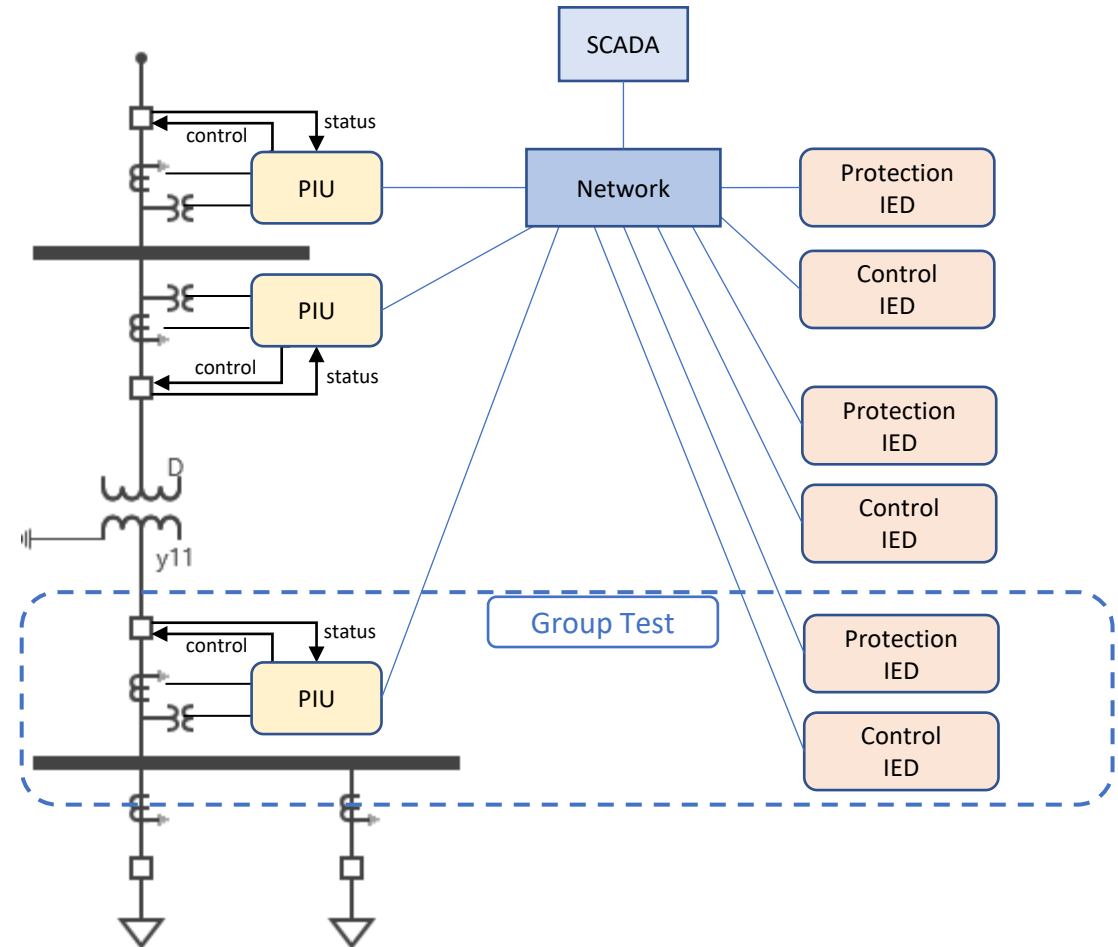 SCADA
status
control
PIU
Network
Protection
IED
Control
IED
PIU
control
status
Protection
IED
D
Control
IED
y11
Group Test
status
control
Protection
IED
PIU
Control
IED